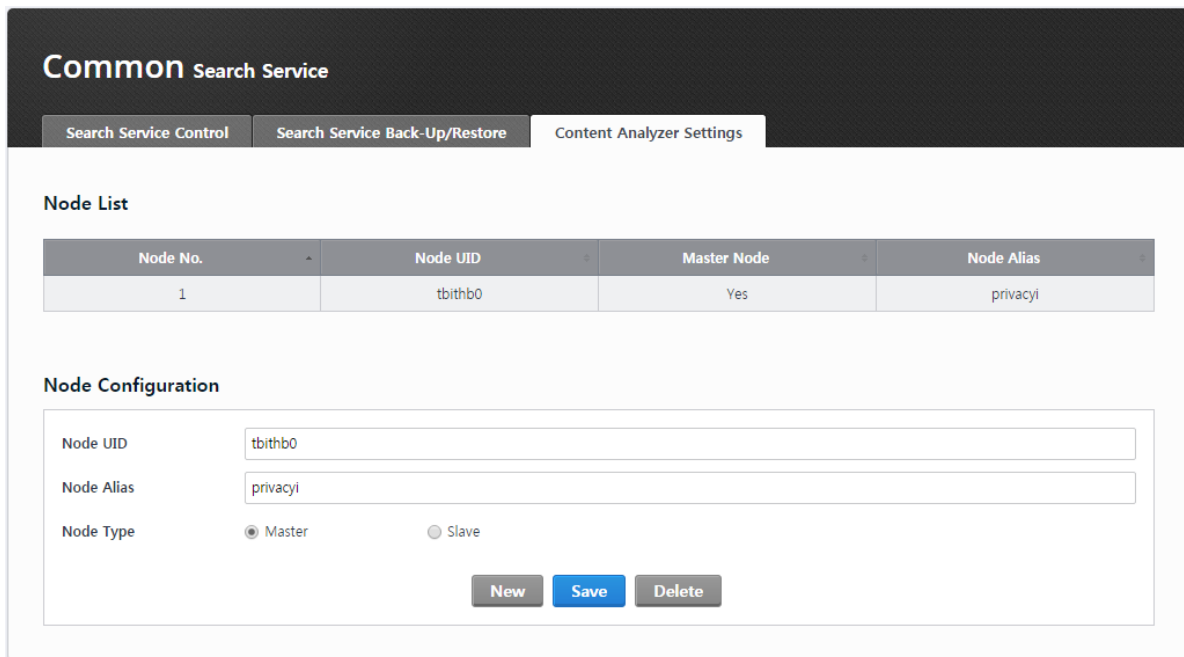 Common Search Service
Search Service Control Search Service Back-Up/Restore Content Analyzer Settings
Node List
Node No. Node UID Master Node Node Alias
1 tbithb0 Yes privacyi
Node Configuration
Node UID tbithb0
Node Alias privacyi
Node Type Master Slave
New Save Delete